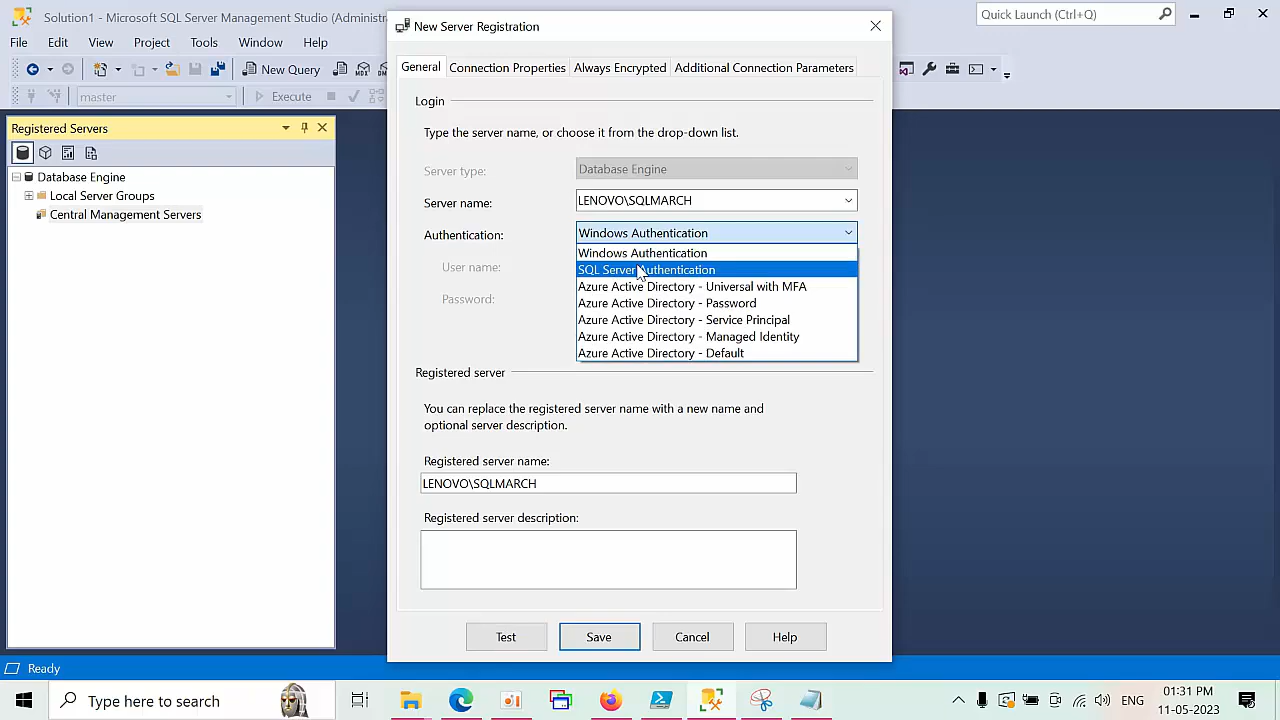 Solution1 - Microsoft SQL Server Management Studio (Administr
Quick Launch (Ctrl+Q)
File Edit View Project Tools Window Help
New Query
master
Execute
Registered Servers
Database Engine
Local Server Groups
Central Management Servers
New Server Registration
General Connection Properties Always Encrypted Additional Connection Parameters
Login
Type the server name, or choose it from the drop-down list.
Server type: Database Engine
Server name: LENOVO\SQLMARCH
Authentication: Windows Authentication
Windows Authentication
User name:
SQL Server Authentication
Azure Active Directory - Universal with MFA
Password:
Azure Active Directory - Password
Azure Active Directory - Service Principal
Azure Active Directory - Managed Identity
Azure Active Directory - Default
Registered server
You can replace the registered server name with a new name and
optional server description.
Registered server name:
LENOVO\SQLMARCH
Registered server description:
Test Save Cancel Help
Ready
Type here to search
ENG
01:31 PM
11-05-2023